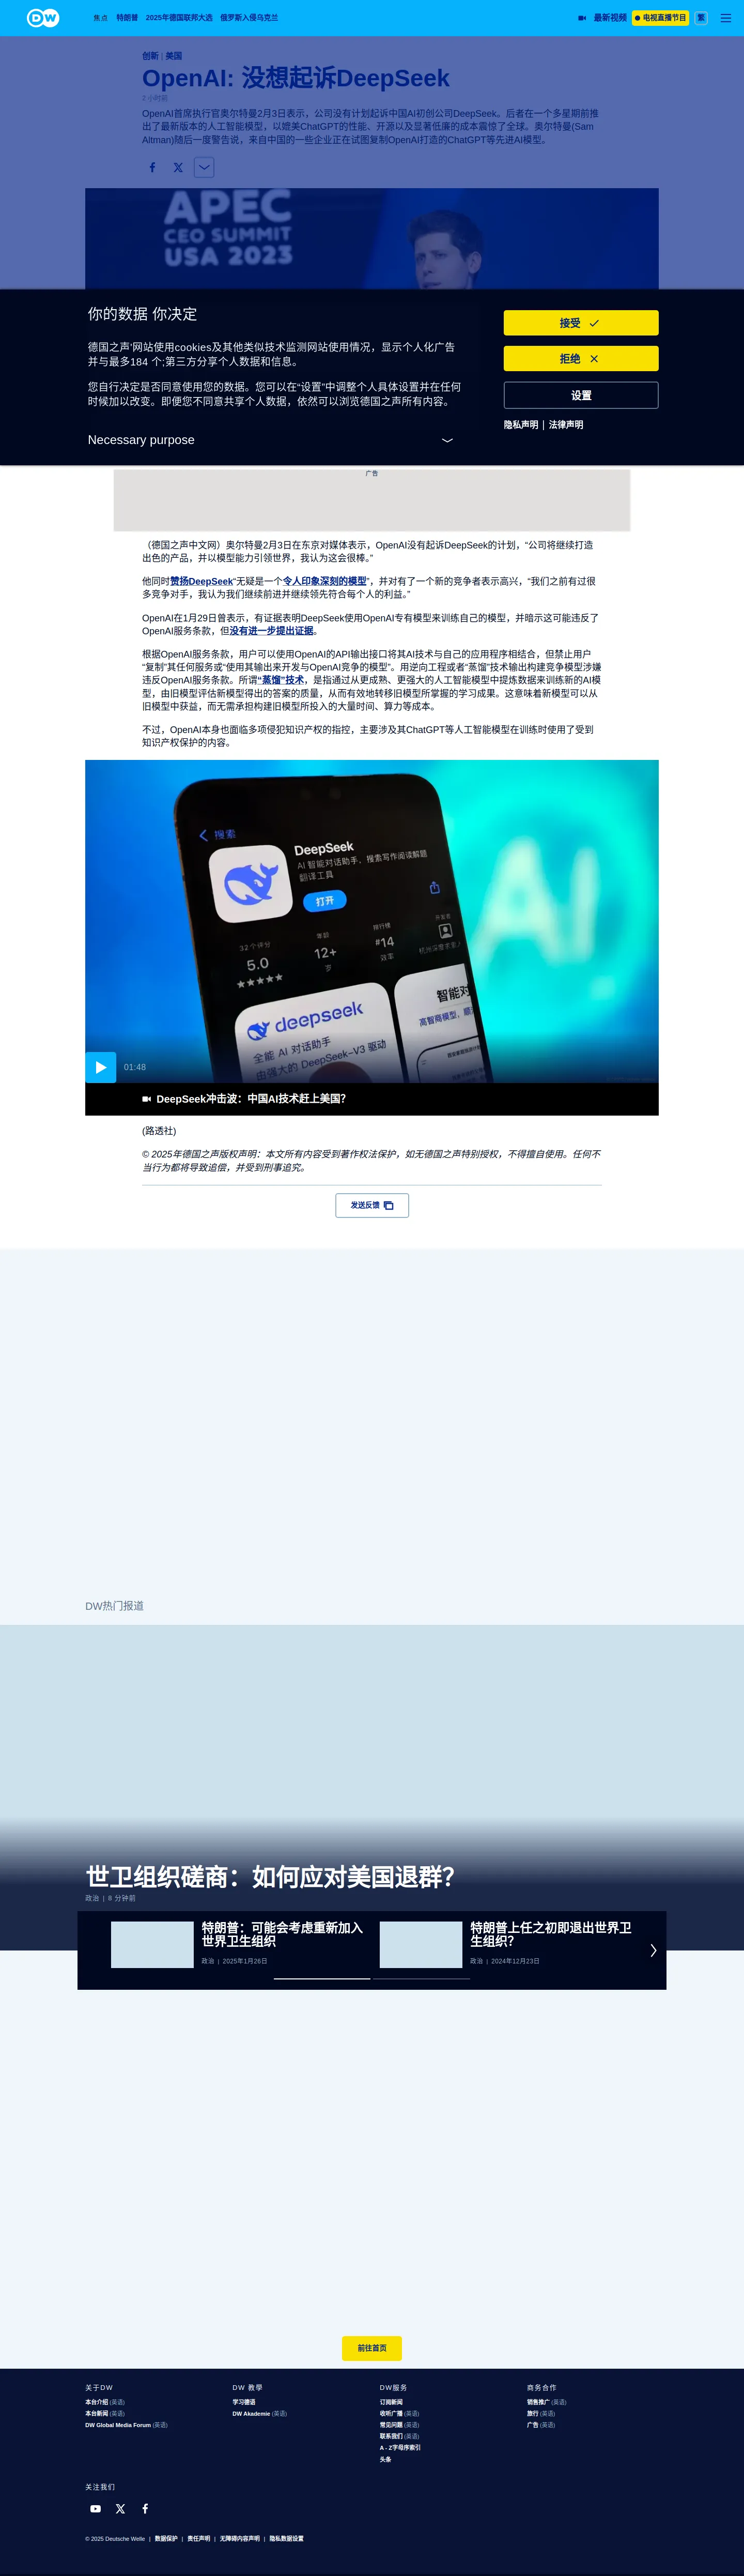 DW
焦点 特朗普 2025年德国联邦大选 俄罗斯入侵乌克兰
最新视频 电视直播节目 繁
创新 | 美国
OpenAI: 没想起诉DeepSeek
2 小时前
OpenAI首席执行官奥尔特曼2月3日表示，公司没有计划起诉中国AI初创公司DeepSeek。后者在一个多星期前推
出了最新版本的人工智能模型，以媲美ChatGPT的性能、开源以及显著低廉的成本震惊了全球。奥尔特曼(Sam
Altman)随后一度警告说，来自中国的一些企业正在试图复制OpenAI打造的ChatGPT等先进AI模型。
APEC
CEO SUMMIT
USA 2023
你的数据 你决定
德国之声'网站使用cookies及其他类似技术监测网站使用情况，显示个人化广告
并与最多184 个;第三方分享个人数据和信息。
您自行决定是否同意使用您的数据。您可以在“设置”中调整个人具体设置并在任何
时候加以改变。即便您不同意共享个人数据，依然可以浏览德国之声所有内容。
Necessary purpose
接受
拒绝
设置
隐私声明 | 法律声明
广告
（德国之声中文网）奥尔特曼2月3日在东京对媒体表示，OpenAI没有起诉DeepSeek的计划，“公司将继续打造
出色的产品，并以模型能力引领世界，我认为这会很棒。”
他同时赞扬DeepSeek“无疑是一个令人印象深刻的模型”，并对有了一个新的竞争者表示高兴，“我们之前有过很
多竞争对手，我认为我们继续前进并继续领先符合每个人的利益。”
OpenAI在1月29日曾表示，有证据表明DeepSeek使用OpenAI专有模型来训练自己的模型，并暗示这可能违反了
OpenAI服务条款，但没有进一步提出证据。
根据OpenAI服务条款，用户可以使用OpenAI的API输出接口将其AI技术与自己的应用程序相结合，但禁止用户
“复制”其任何服务或“使用其输出来开发与OpenAI竞争的模型”。用逆向工程或者“蒸馏”技术输出构建竞争模型涉嫌
违反OpenAI服务条款。所谓“蒸馏”技术，是指通过从更成熟、更强大的人工智能模型中提炼数据来训练新的AI模
型，由旧模型评估新模型得出的答案的质量，从而有效地转移旧模型所掌握的学习成果。这意味着新模型可以从
旧模型中获益，而无需承担构建旧模型所投入的大量时间、算力等成本。
不过，OpenAI本身也面临多项侵犯知识产权的指控，主要涉及其ChatGPT等人工智能模型在训练时使用了受到
知识产权保护的内容。
搜索
DeepSeek
AI 智能对话助手，搜索写作阅读解题
翻译工具
打开
AI
32个评分
5.0
年龄
12+
岁
排行榜
#14
效率
开发者
deepseek
全能 AI 对话助手
由强大的 DeepSeek-V3 驱动
智能对
01:48
DeepSeek冲击波：中国AI技术赶上美国？
(路透社)
© 2025年德国之声版权声明：本文所有内容受到著作权法保护，如无德国之声特别授权，不得擅自使用。任何不
当行为都将导致追偿，并受到刑事追究。
发送反馈
DW热门报道
世卫组织磋商：如何应对美国退群？
政治 | 8 分钟前
特朗普：可能会考虑重新加入
世界卫生组织
政治 | 2025年1月26日
特朗普上任之初即退出世界卫
生组织？
政治 | 2024年12月23日
前往首页
关于DW
本台介绍 (英语)
本台新闻 (英语)
DW Global Media Forum (英语)
DW 教學
学习德语
DW Akademie (英语)
DW服务
订阅新闻
收听广播 (英语)
常见问题 (英语)
联系我们 (英语)
A - Z字母序索引
头条
商务合作
销售推广 (英语)
旅行 (英语)
广告 (英语)
关注我们
© 2025 Deutsche Welle | 数据保护 | 责任声明 | 无障碍内容声明 | 隐私数据设置